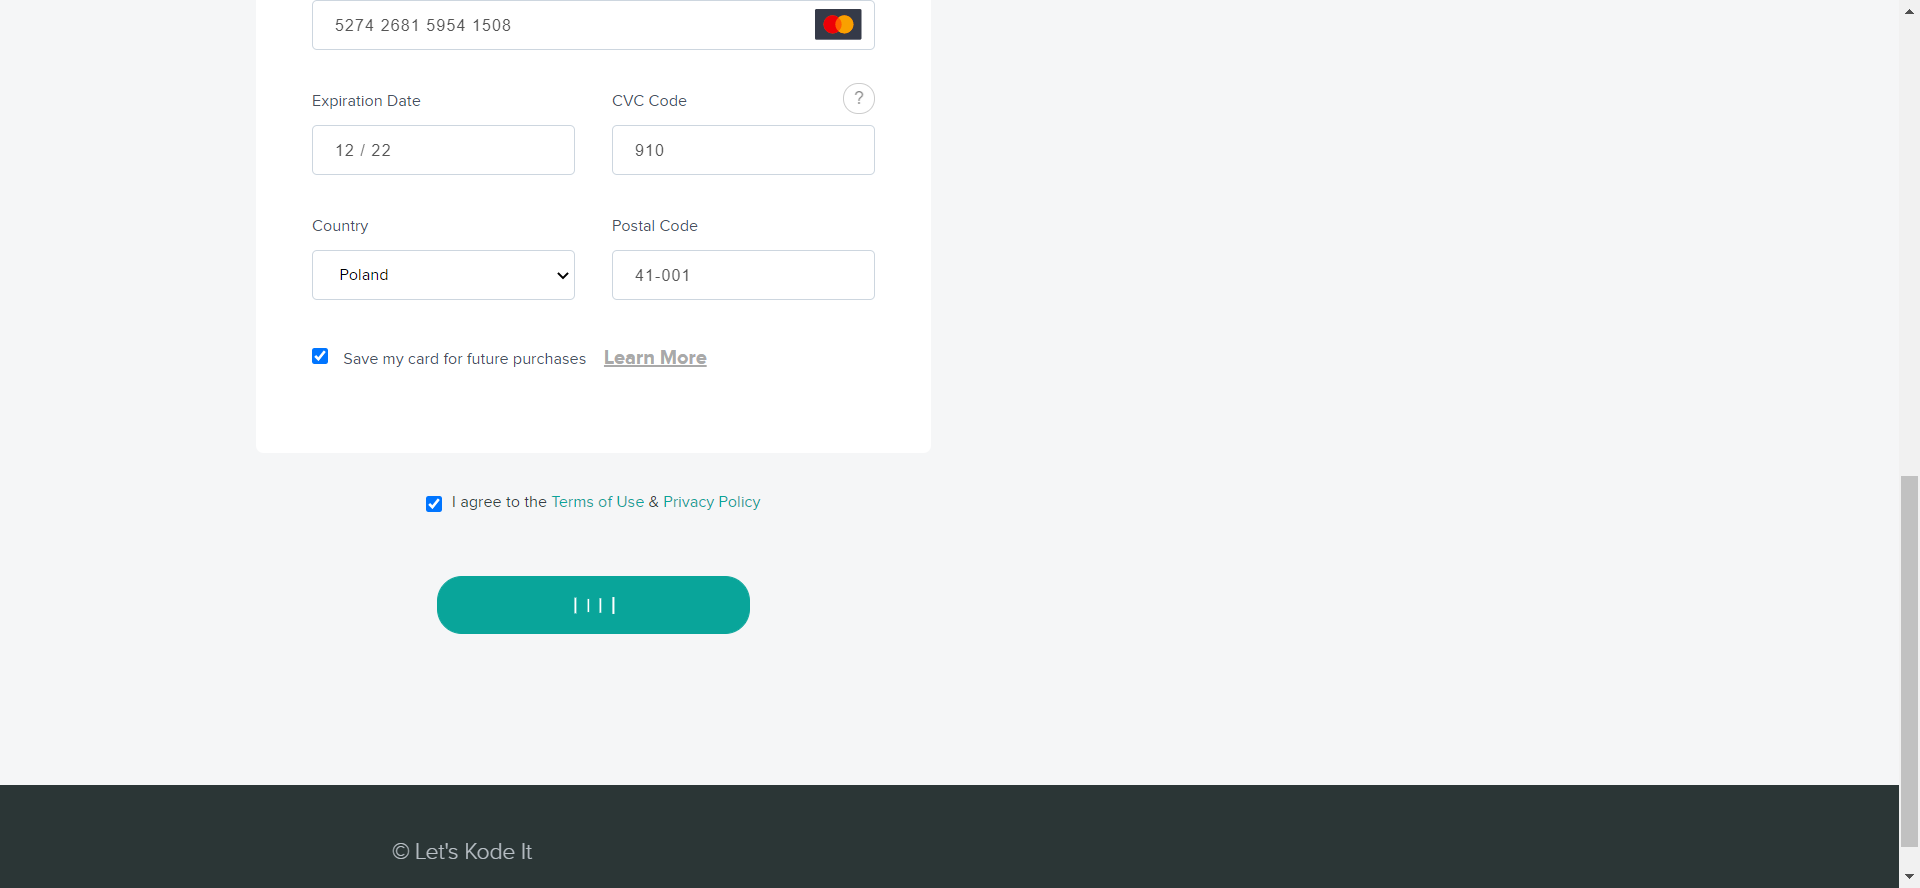 5274 2681 5954 1508
Expiration Date
CVC Code
?
12 / 22
910
Country
Postal Code
Poland
41-001
Save my card for future purchases Learn More
I agree to the Terms of Use & Privacy Policy
© Let's Kode It